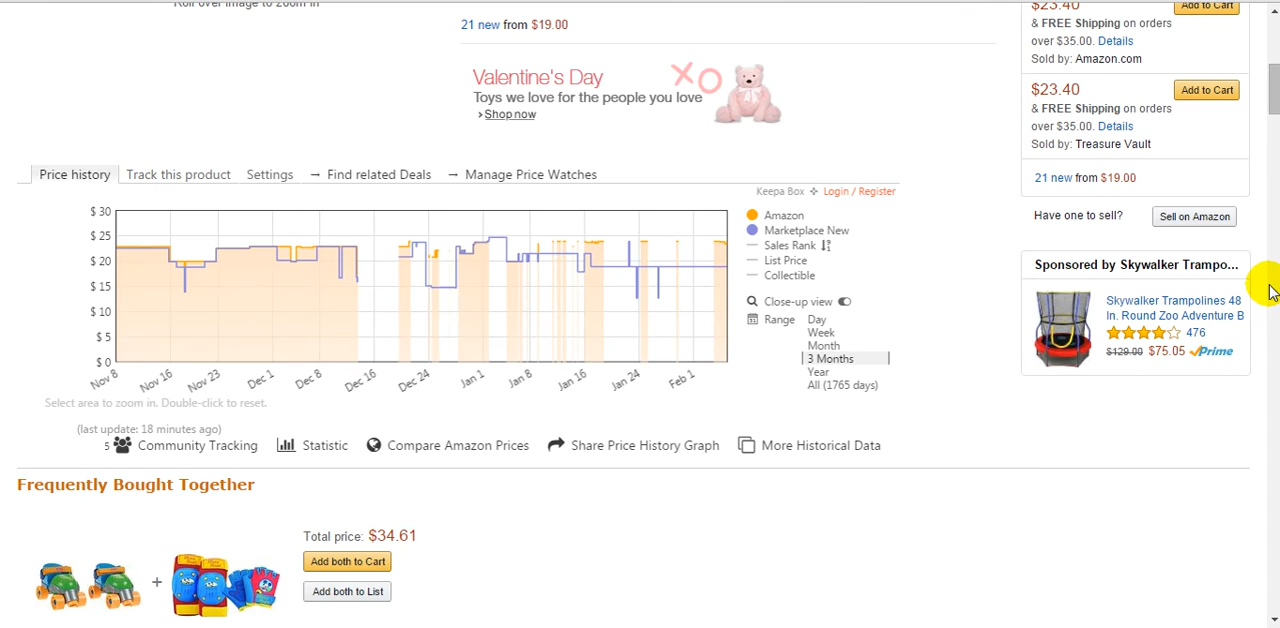 Roll over image to zoom in
21 new from $19.00
Valentine's Day
XO
Toys we love for the people you love
› Shop now
$23.40
Add to Cart
& FREE Shipping on orders
over $35.00. Details
Sold by: Amazon.com
$23.40
Add to Cart
& FREE Shipping on orders
over $35.00. Details
Sold by: Treasure Vault
21 new from $19.00
Have one to sell?
Sell on Amazon
Sponsored by Skywalker Trampo...
Skywalker Trampolines 48
In. Round Zoo Adventure B
476
$129.00 $75.05 Prime
Price history
Track this product
Settings
→ Find related Deals
→ Manage Price Watches
Keepa Box
Login / Register
$ 30
$ 25
$ 20
$ 15
$ 10
$ 5
$ 0
Nov 8
Nov 16
Nov 23
Dec 1
Dec 8
Dec 16
Dec 24
Jan 1
Jan 8
Jan 16
Jan 24
Feb 1
Amazon
Marketplace New
Sales Rank
List Price
Collectible
Close-up view
Range
Day
Week
Month
3 Months
Year
All (1765 days)
Select area to zoom in. Double-click to reset.
(last update: 18 minutes ago)
5 Community Tracking
Statistic
Compare Amazon Prices
Share Price History Graph
More Historical Data
Frequently Bought Together
+
Total price: $34.61
Add both to Cart
Add both to List